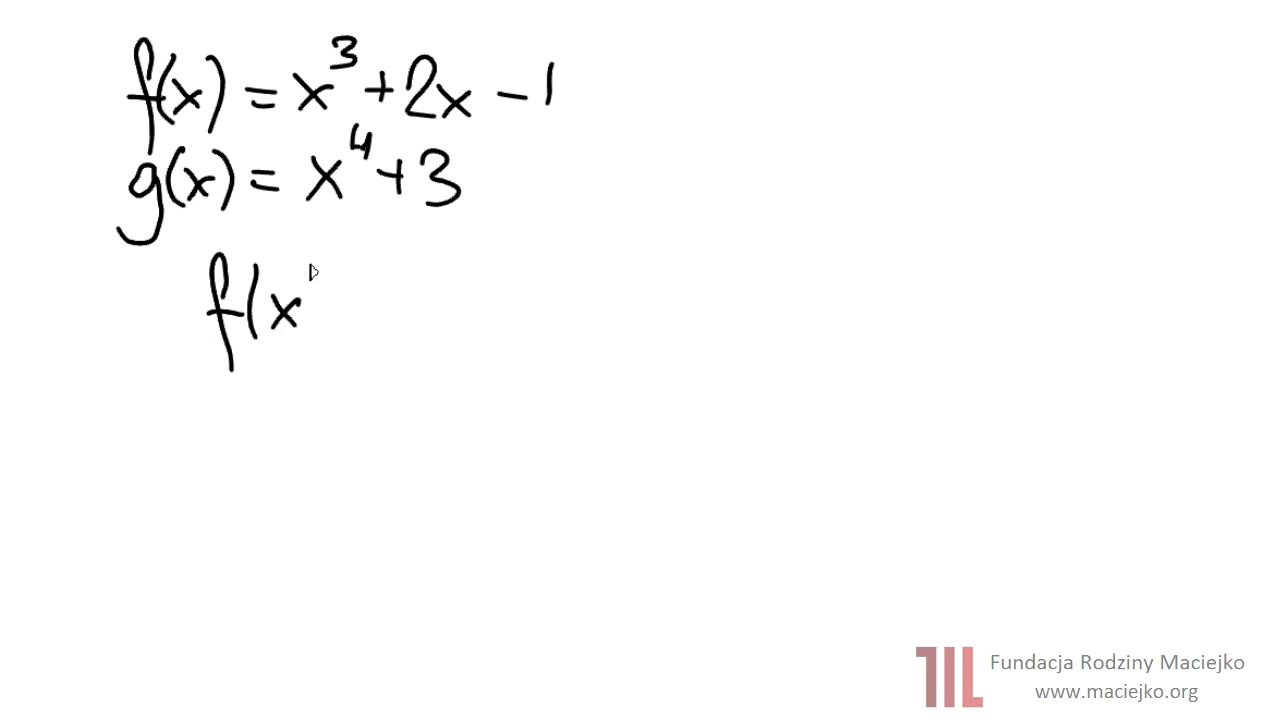 f(x) = x³ + 2x - 1
g(x) = x⁴ + 3
f(x
Fundacja Rodziny Maciejko
www.maciejko.org